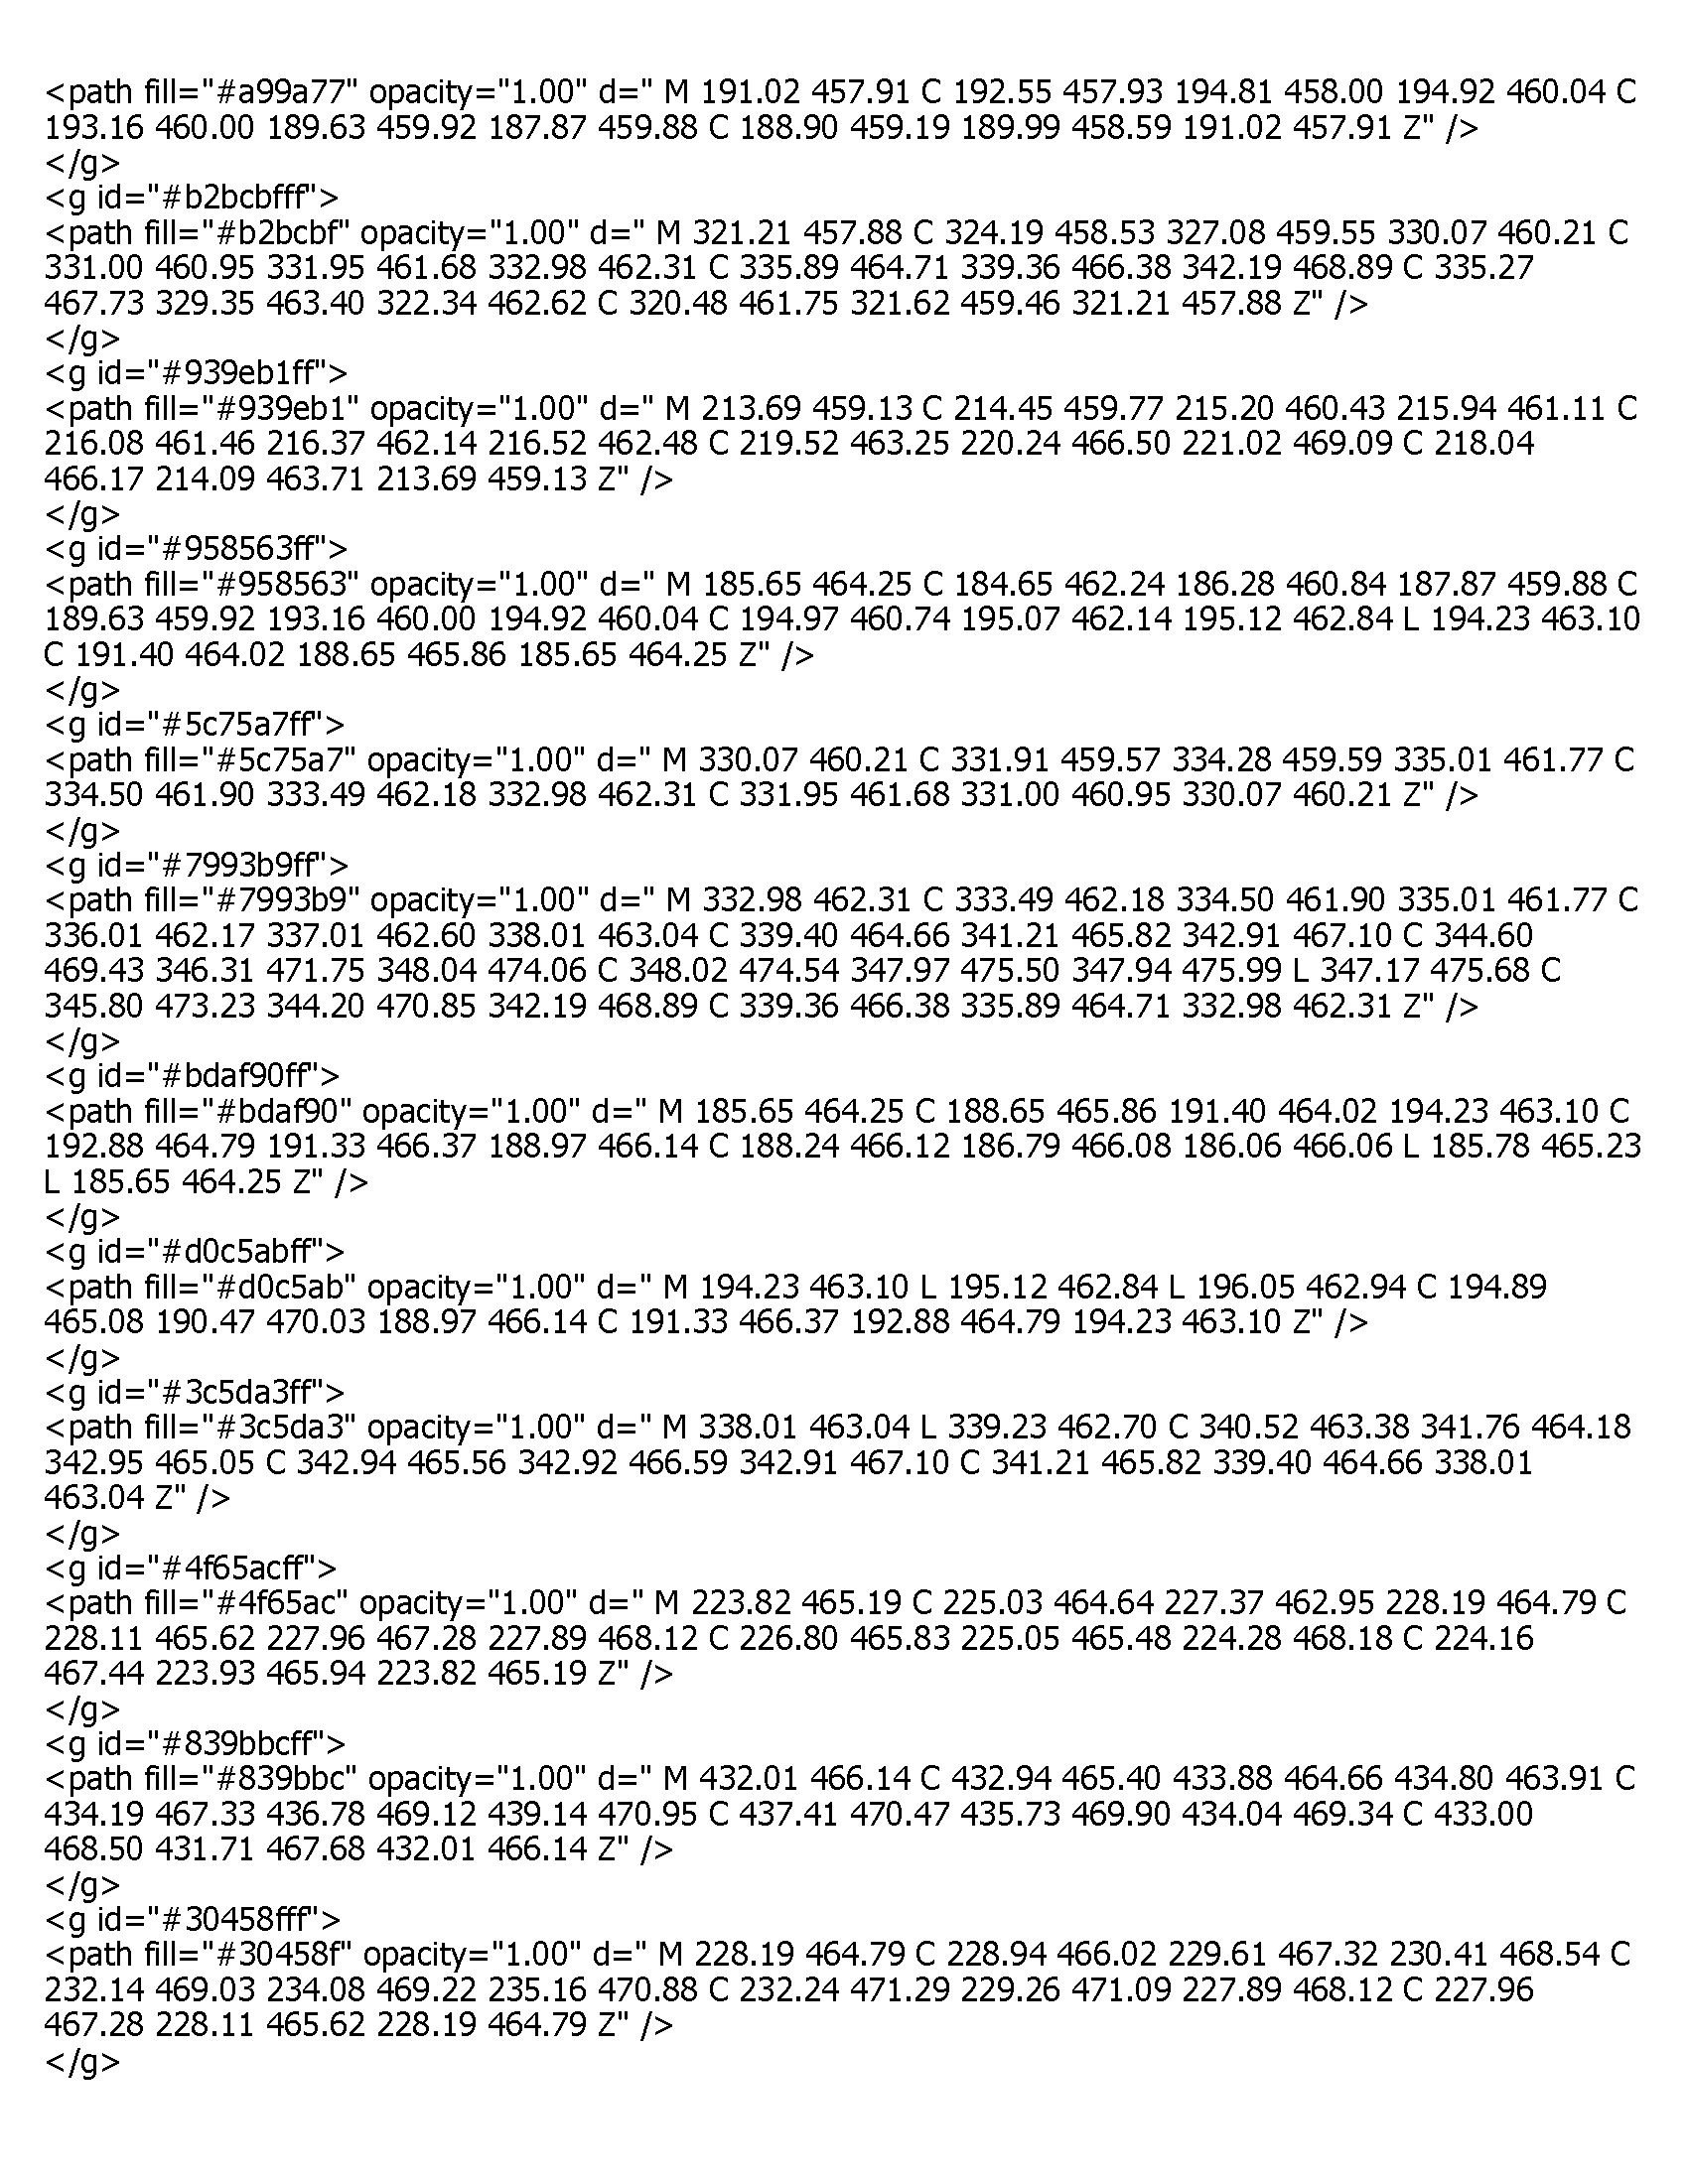 <path fill="#a99a77" opacity="1.00" d=" M 191.02 457.91 C 192.55 457.93 194.81 458.00 194.92 460.04 C
193.16 460.00 189.63 459.92 187.87 459.88 C 188.90 459.19 189.99 458.59 191.02 457.91 Z" />
</g>
<g id="#b2bcbfff">
<path fill="#b2bcbf" opacity="1.00" d=" M 321.21 457.88 C 324.19 458.53 327.08 459.55 330.07 460.21 C
331.00 460.95 331.95 461.68 332.98 462.31 C 335.89 464.71 339.36 466.38 342.19 468.89 C 335.27
467.73 329.35 463.40 322.34 462.62 C 320.48 461.75 321.62 459.46 321.21 457.88 Z" />
</g>
<g id="#939eb1ff">
<path fill="#939eb1" opacity="1.00" d=" M 213.69 459.13 C 214.45 459.77 215.20 460.43 215.94 461.11 C
216.08 461.46 216.37 462.14 216.52 462.48 C 219.52 463.25 220.24 466.50 221.02 469.09 C 218.04
466.17 214.09 463.71 213.69 459.13 Z" />
</g>
<g id="#958563ff">
<path fill="#958563" opacity="1.00" d=" M 185.65 464.25 C 184.65 462.24 186.28 460.84 187.87 459.88 C
189.63 459.92 193.16 460.00 194.92 460.04 C 194.97 460.74 195.07 462.14 195.12 462.84 L 194.23 463.10
C 191.40 464.02 188.65 465.86 185.65 464.25 Z" />
</g>
<g id="#5c75a7ff">
<path fill="#5c75a7" opacity="1.00" d=" M 330.07 460.21 C 331.91 459.57 334.28 459.59 335.01 461.77 C
334.50 461.90 333.49 462.18 332.98 462.31 C 331.95 461.68 331.00 460.95 330.07 460.21 Z" />
</g>
<g id="#7993b9ff">
<path fill="#7993b9" opacity="1.00" d=" M 332.98 462.31 C 333.49 462.18 334.50 461.90 335.01 461.77 C
336.01 462.17 337.01 462.60 338.01 463.04 C 339.40 464.66 341.21 465.82 342.91 467.10 C 344.60
469.43 346.31 471.75 348.04 474.06 C 348.02 474.54 347.97 475.50 347.94 475.99 L 347.17 475.68 C
345.80 473.23 344.20 470.85 342.19 468.89 C 339.36 466.38 335.89 464.71 332.98 462.31 Z" />
</g>
<g id="#bdaf90ff">
<path fill="#bdaf90" opacity="1.00" d=" M 185.65 464.25 C 188.65 465.86 191.40 464.02 194.23 463.10 C
192.88 464.79 191.33 466.37 188.97 466.14 C 188.24 466.12 186.79 466.08 186.06 466.06 L 185.78 465.23
L 185.65 464.25 Z" />
</g>
<g id="#d0c5abff">
<path fill="#d0c5ab" opacity="1.00" d=" M 194.23 463.10 L 195.12 462.84 L 196.05 462.94 C 194.89
465.08 190.47 470.03 188.97 466.14 C 191.33 466.37 192.88 464.79 194.23 463.10 Z" />
</g>
<g id="#3c5da3ff">
<path fill="#3c5da3" opacity="1.00" d=" M 338.01 463.04 L 339.23 462.70 C 340.52 463.38 341.76 464.18
342.95 465.05 C 342.94 465.56 342.92 466.59 342.91 467.10 C 341.21 465.82 339.40 464.66 338.01
463.04 Z" />
</g>
<g id="#4f65acff">
<path fill="#4f65ac" opacity="1.00" d=" M 223.82 465.19 C 225.03 464.64 227.37 462.95 228.19 464.79 C
228.11 465.62 227.96 467.28 227.89 468.12 C 226.80 465.83 225.05 465.48 224.28 468.18 C 224.16
467.44 223.93 465.94 223.82 465.19 Z" />
</g>
<g id="#839bbcff">
<path fill="#839bbc" opacity="1.00" d=" M 432.01 466.14 C 432.94 465.40 433.88 464.66 434.80 463.91 C
434.19 467.33 436.78 469.12 439.14 470.95 C 437.41 470.47 435.73 469.90 434.04 469.34 C 433.00
468.50 431.71 467.68 432.01 466.14 Z" />
</g>
<g id="#30458fff">
<path fill="#30458f" opacity="1.00" d=" M 228.19 464.79 C 228.94 466.02 229.61 467.32 230.41 468.54 C
232.14 469.03 234.08 469.22 235.16 470.88 C 232.24 471.29 229.26 471.09 227.89 468.12 C 227.96
467.28 228.11 465.62 228.19 464.79 Z" />
</g>